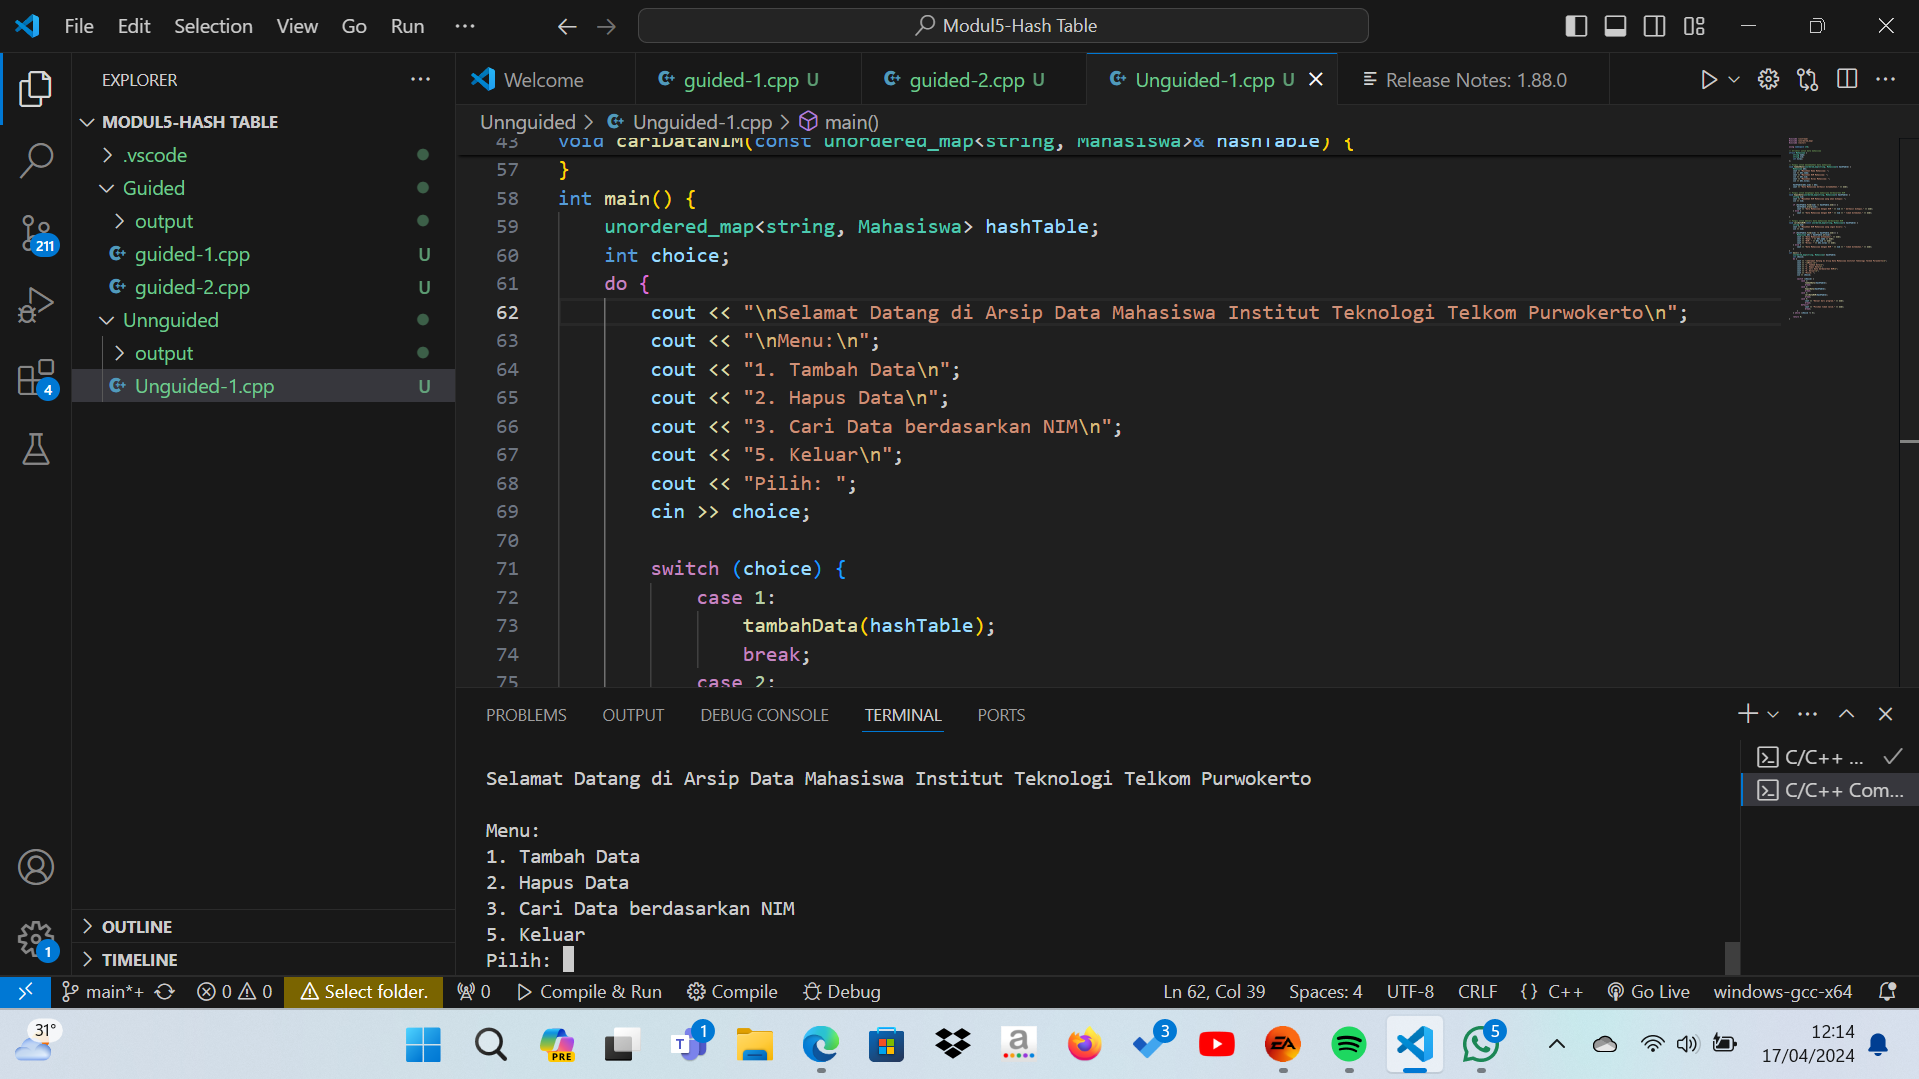 File Edit Selection View Go Run ···
Modul5-Hash Table
EXPLORER
MODUL5-HASH TABLE
.vscode
Guided
output
guided-1.cpp U
guided-2.cpp U
Unnguided
output
Unguided-1.cpp U
OUTLINE
TIMELINE
211
4
1
Welcome guided-1.cpp U guided-2.cpp U Unguided-1.cpp U Release Notes: 1.88.0
Unnguided > Unguided-1.cpp > main()
43 void cariDataNIM(const unordered_map<string, Mahasiswa>& hashTable) {
57 }
58 int main() {
59 unordered_map<string, Mahasiswa> hashTable;
60 int choice;
61 do {
62 cout << "\nSelamat Datang di Arsip Data Mahasiswa Institut Teknologi Telkom Purwokerto\n";
63 cout << "\nMenu:\n";
64 cout << "1. Tambah Data\n";
65 cout << "2. Hapus Data\n";
66 cout << "3. Cari Data berdasarkan NIM\n";
67 cout << "5. Keluar\n";
68 cout << "Pilih: ";
69 cin >> choice;
70
71 switch (choice) {
72 case 1:
73 tambahData(hashTable);
74 break;
75 case 2:
PROBLEMS OUTPUT DEBUG CONSOLE TERMINAL PORTS
Selamat Datang di Arsip Data Mahasiswa Institut Teknologi Telkom Purwokerto
Menu:
1. Tambah Data
2. Hapus Data
3. Cari Data berdasarkan NIM
5. Keluar
Pilih:
C/C++ ...
C/C++ Com...
main*+ 0 0 Select folder. 0 Compile & Run Compile Debug Ln 62, Col 39 Spaces: 4 UTF-8 CRLF {} C++ Go Live windows-gcc-x64
31°
PRE
1
a
3
EA
5
12:14
17/04/2024